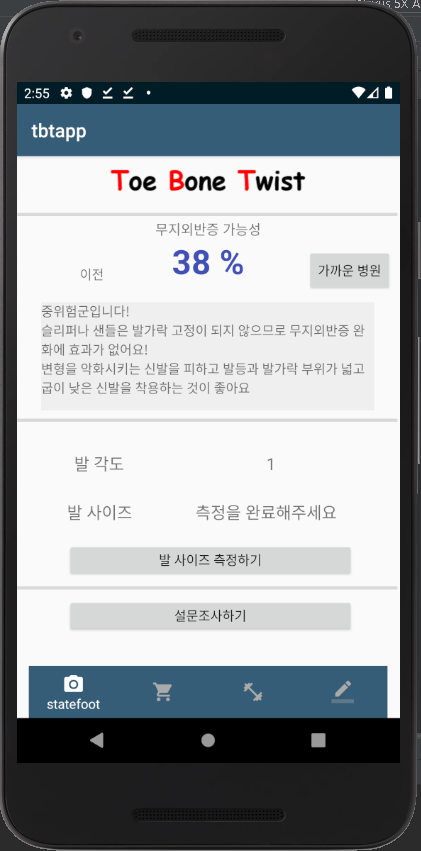 2:55
tbtapp
Toe Bone Twist
무지외반증 가능성
38 %
이전
가까운 병원
중위험군입니다!
슬리퍼나 샌들은 발가락 고정이 되지 않으므로 무지외반증 완
화에 효과가 없어요!
변형을 악화시키는 신발을 피하고 발등과 발가락 부위가 넓고
굽이 낮은 신발을 착용하는 것이 좋아요
발 각도 1
발 사이즈 측정을 완료해주세요
발 사이즈 측정하기
설문조사하기
statefoot